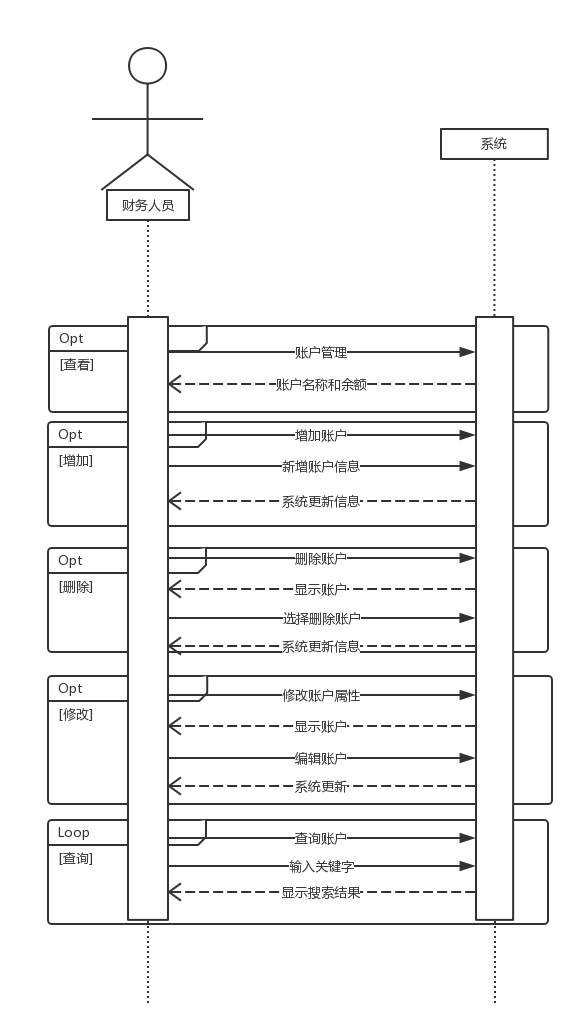 系统
财务人员
Opt
[查看]
账户管理
账户名称和余额
Opt
[增加]
增加账户
新增账户信息
系统更新信息
Opt
[删除]
删除账户
显示账户
选择删除账户
系统更新信息
Opt
[修改]
修改账户属性
显示账户
编辑账户
系统更新
Loop
[查询]
查询账户
输入关键字
显示搜索结果